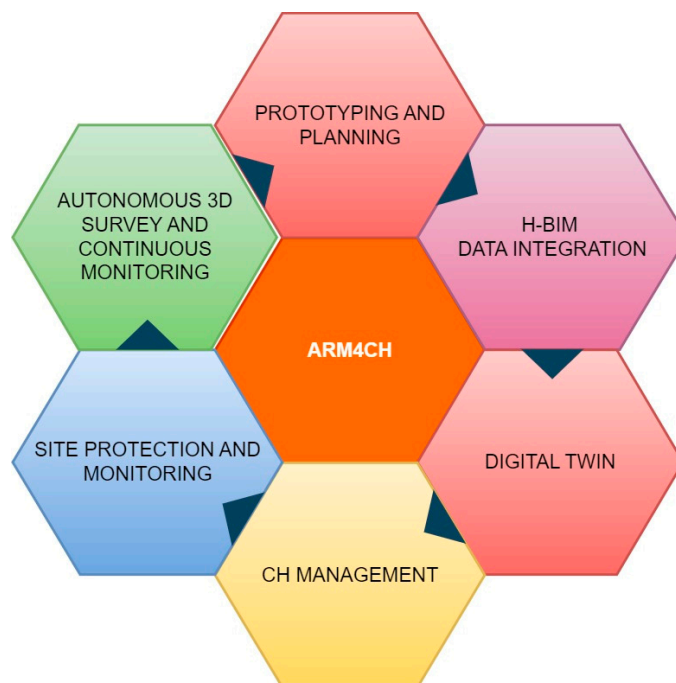 PROTOTYPING AND
PLANNING
AUTONOMOUS 3D
SURVEY AND
CONTINUOUS
MONITORING
H-BIM
DATA INTEGRATION
ARM4CH
SITE PROTECTION AND
MONITORING
DIGITAL TWIN
CH MANAGEMENT